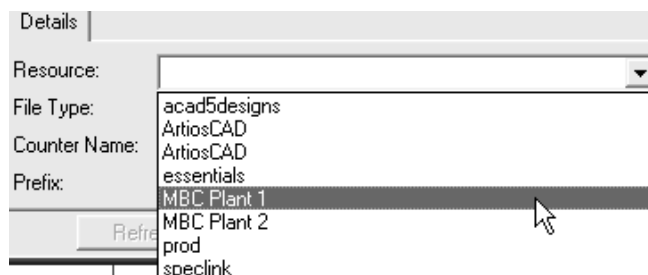 Details
Resource:
File Type:
Counter Name:
Prefix:
acad5designs
ArtiosCAD
ArtiosCAD
essentials
MBC Plant 1
MBC Plant 2
prod
speclink